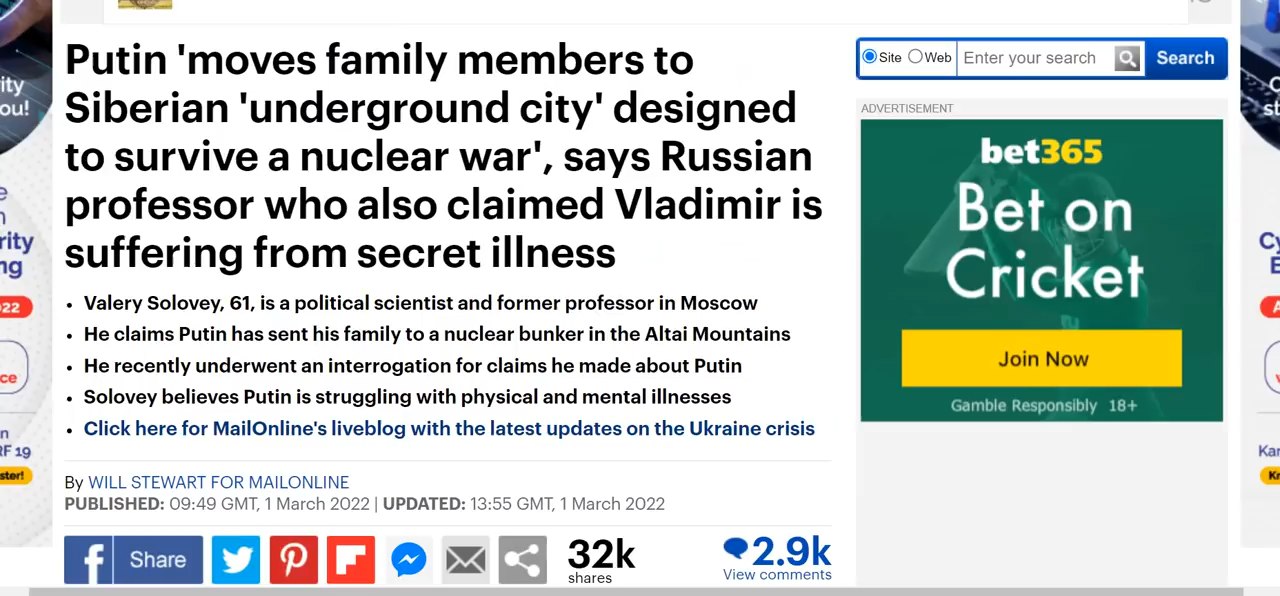 Putin 'moves family members to
Siberian 'underground city' designed
to survive a nuclear war', says Russian
professor who also claimed Vladimir is
suffering from secret illness
• Valery Solovey, 61, is a political scientist and former professor in Moscow
• He claims Putin has sent his family to a nuclear bunker in the Altai Mountains
• He recently underwent an interrogation for claims he made about Putin
• Solovey believes Putin is struggling with physical and mental illnesses
• Click here for MailOnline's liveblog with the latest updates on the Ukraine crisis
By WILL STEWART FOR MAILONLINE
PUBLISHED: 09:49 GMT, 1 March 2022 | UPDATED: 13:55 GMT, 1 March 2022
f Share
32k
shares
2.9k
View comments
Site Web Enter your search Search
ADVERTISEMENT
bet365
Bet on
Cricket
Join Now
Gamble Responsibly 18+
you!
RF 19